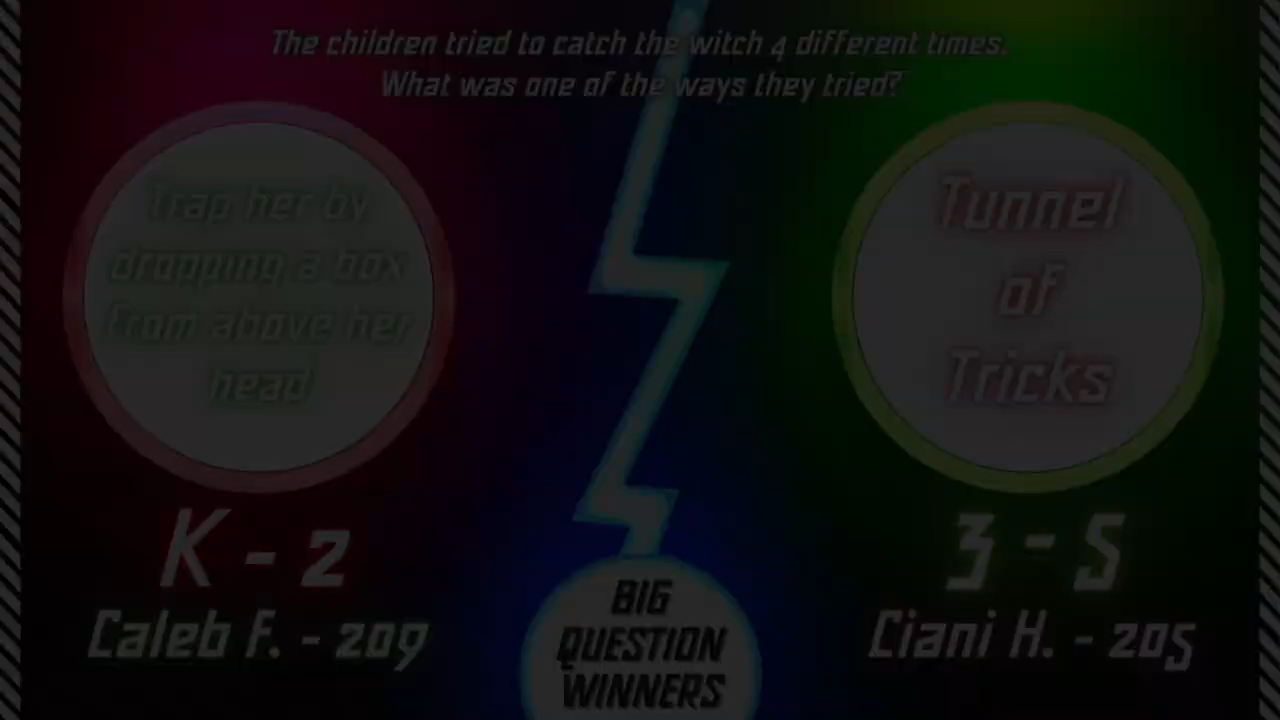 The children tried to catch the witch 4 different times.
What was one of the ways they tried?
Trap her by
dropping a box
from above her
head
Tunnel
of
Tricks
K - 2
Caleb F. - 209
3 - 5
Ciani H. - 205
BIG
QUESTION
WINNERS